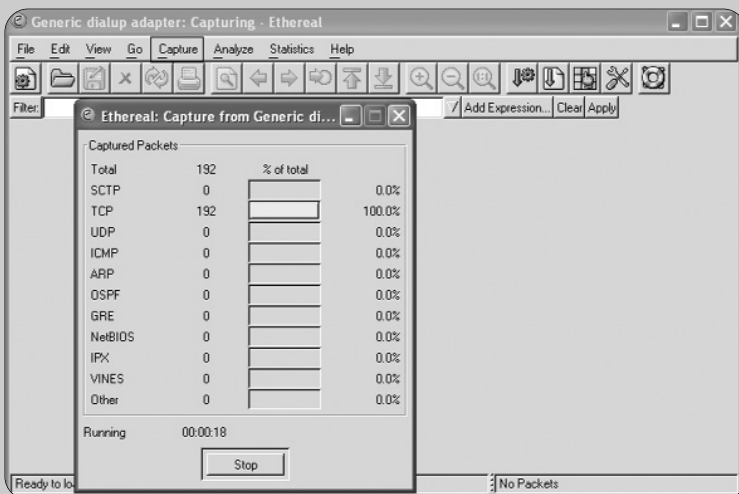 Generic dialup adapter: Capturing - Ethereal
File Edit View Go Capture Analyze Statistics Help
Filter: / Add Expression... Clear Apply
Ethereal: Capture from Generic di...
Captured Packets
Total 192 % of total
SCTP 0 0.0%
TCP 192 100.0%
UDP 0 0.0%
ICMP 0 0.0%
ARP 0 0.0%
OSPF 0 0.0%
GRE 0 0.0%
NetBIOS 0 0.0%
IPX 0 0.0%
VINES 0 0.0%
Other 0 0.0%
Running 00:00:18
Stop
Ready to lo No Packets